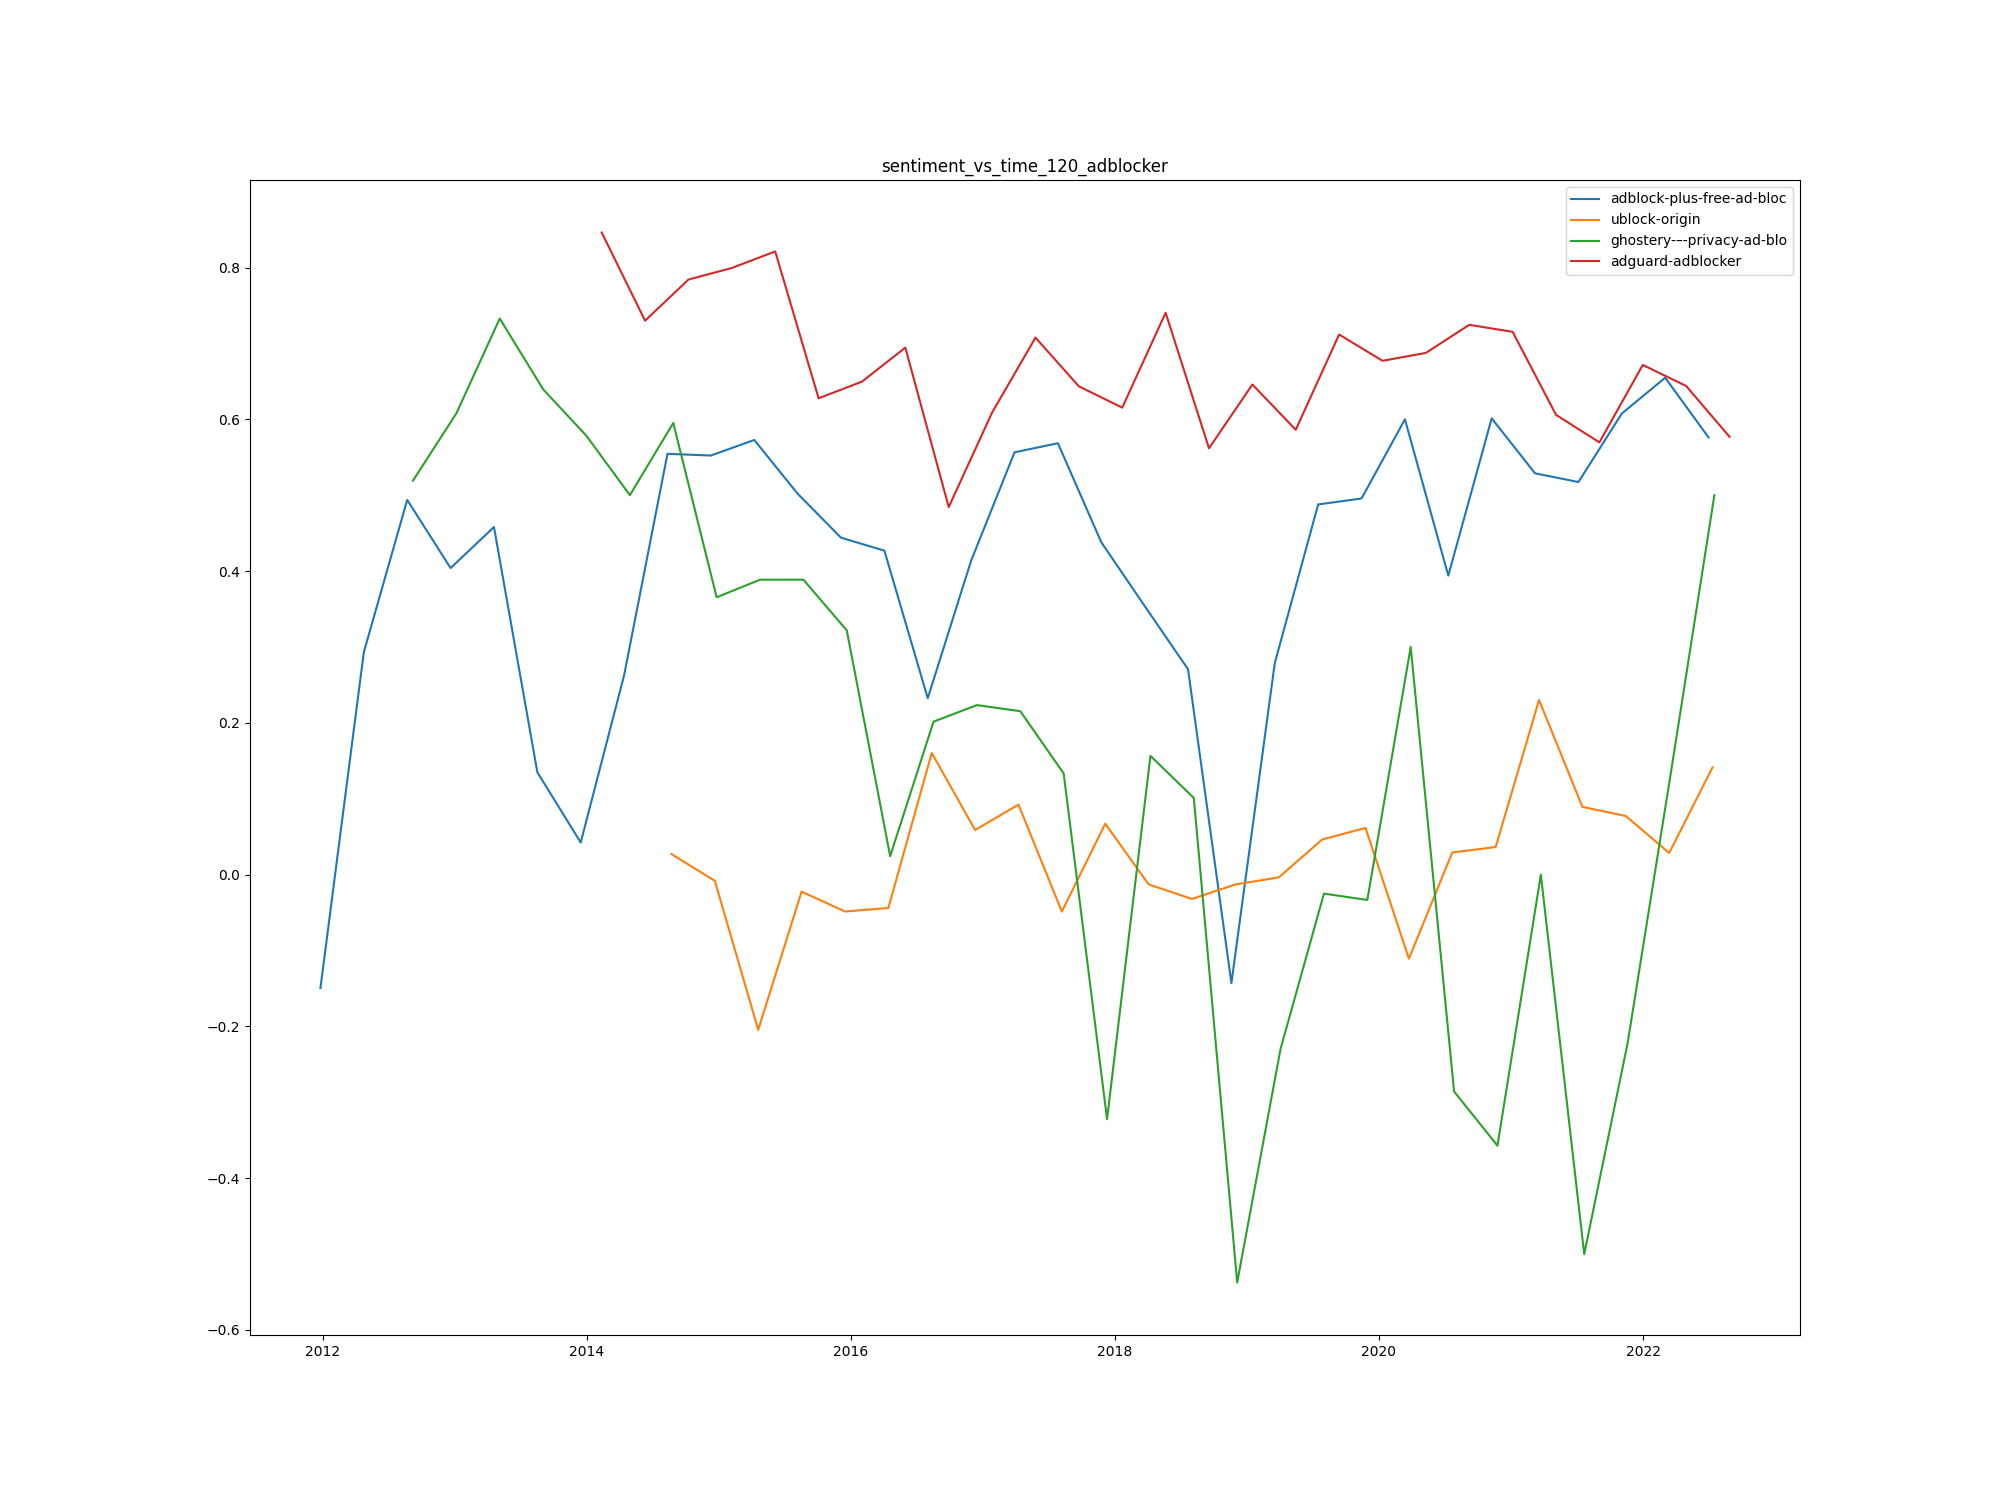 sentiment_vs_time_120_adblocker
adblock-plus-free-ad-bloc
ublock-origin
ghostery---privacy-ad-blo
adguard-adblocker
0.8
0.6
0.4
0.2
0.0
−0.2
−0.4
−0.6
2012
2014
2016
2018
2020
2022